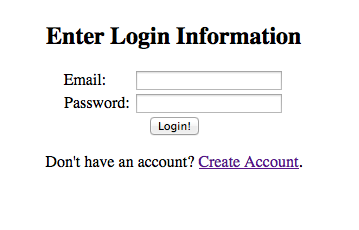 Enter Login Information
Email:
Password:
Login!
Don't have an account? Create Account.